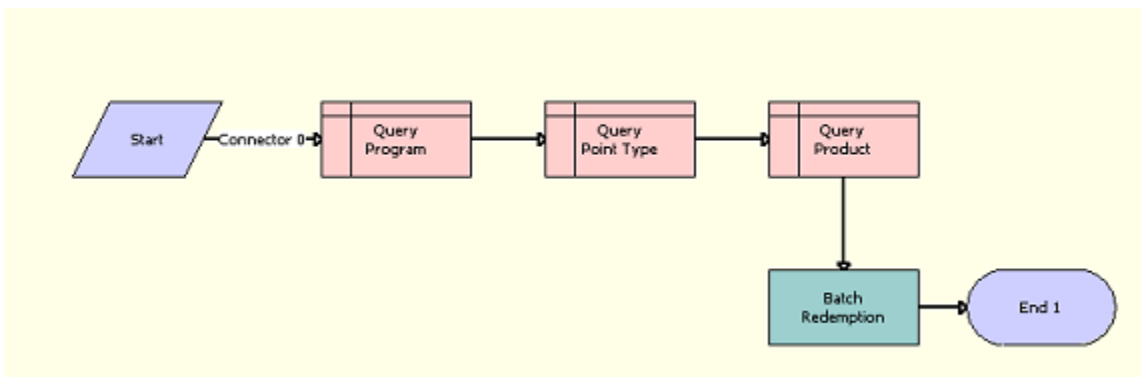 Start
Connector 0
Query
Program
Query
Point Type
Query
Product
Batch
Redemption
End 1